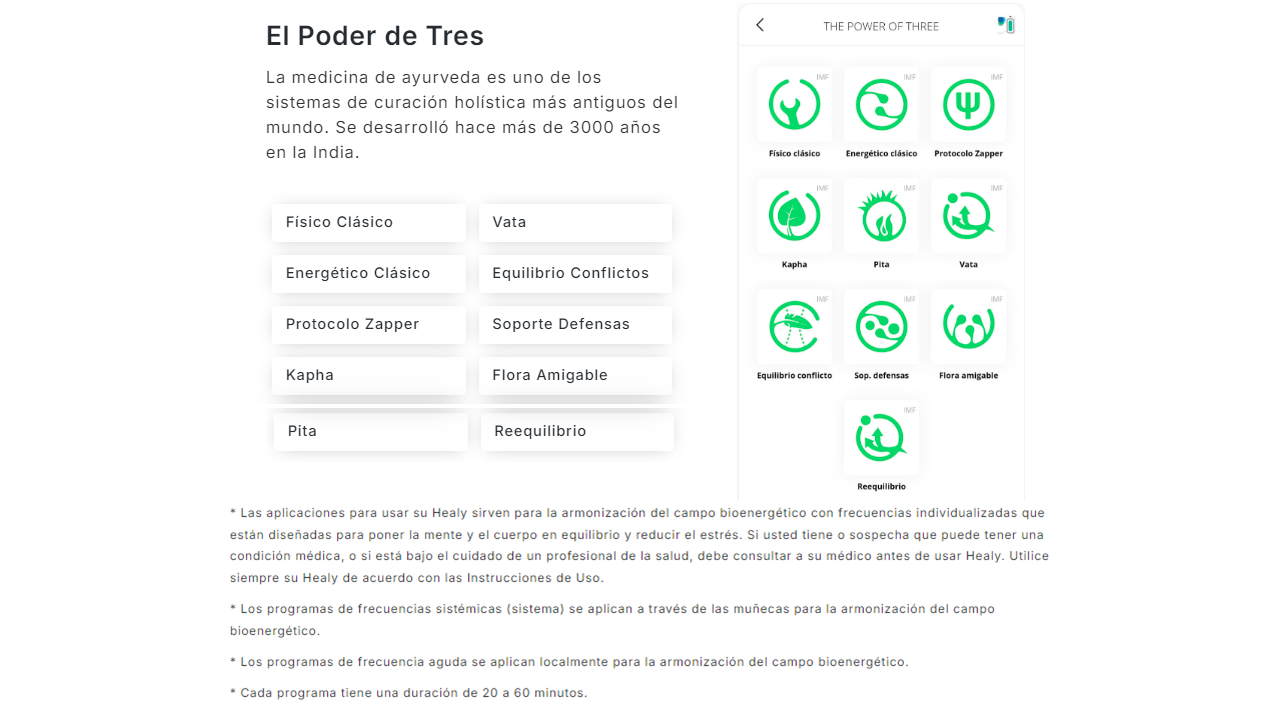 El Poder de Tres
La medicina de ayurveda es uno de los
sistemas de curación holística más antiguos del
mundo. Se desarrolló hace más de 3000 años
en la India.
Físico Clásico
Vata
Energético Clásico
Equilibrio Conflictos
Protocolo Zapper
Soporte Defensas
Kapha
Flora Amigable
Pita
Reequilibrio
THE POWER OF THREE
IMF
IMF
IMF
Físico clásico
Energético clásico
Protocolo Zapper
IMF
IMF
IMF
Kapha
Pita
Vata
IMF
IMF
IMF
Equilibrio conflicto
Sop. defensas
Flora amigable
IMF
Reequilibrio
* Las aplicaciones para usar su Healy sirven para la armonización del campo bioenergético con frecuencias individualizadas que
están diseñadas para poner la mente y el cuerpo en equilibrio y reducir el estrés. Si usted tiene o sospecha que puede tener una
condición médica, o si está bajo el cuidado de un profesional de la salud, debe consultar a su médico antes de usar Healy. Utilice
siempre su Healy de acuerdo con las Instrucciones de Uso.
* Los programas de frecuencias sistémicas (sistema) se aplican a través de las muñecas para la armonización del campo
bioenergético.
* Los programas de frecuencia aguda se aplican localmente para la armonización del campo bioenergético.
* Cada programa tiene una duración de 20 a 60 minutos.